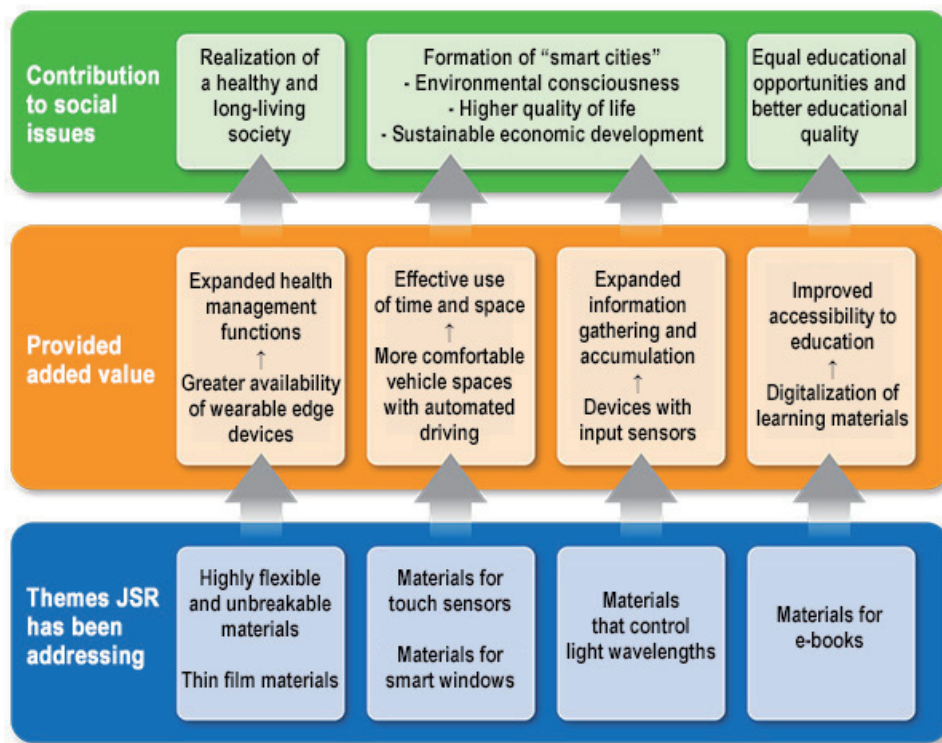 Contribution
to social
issues
Realization of
a healthy and
long-living
society
Formation of “smart cities”
- Environmental consciousness
- Higher quality of life
- Sustainable economic development
Equal educational
opportunities and
better educational
quality
Provided
added value
Expanded health
management
functions
↑
Greater availability
of wearable edge
devices
Effective use
of time and space
↑
More comfortable
vehicle spaces
with automated
driving
Expanded
information
gathering and
accumulation
↑
Devices with
input sensors
Improved
accessibility to
education
↑
Digitalization of
learning materials
Themes JSR
has been
addressing
Highly flexible
and unbreakable
materials
Thin film materials
Materials for
touch sensors
Materials for
smart windows
Materials
that control
light wavelengths
Materials for
e-books